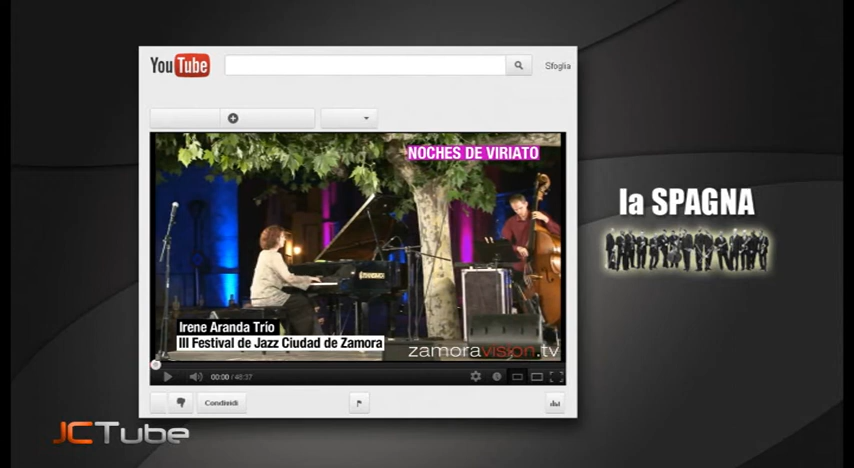 YouTube
Sfoglia
NOCHES DE VIRIATO
la SPAGNA
Irene Aranda Trío
III Festival de Jazz Ciudad de Zamora
zamoravision.tv
00:00 / 48:37
Condividi
JCTube